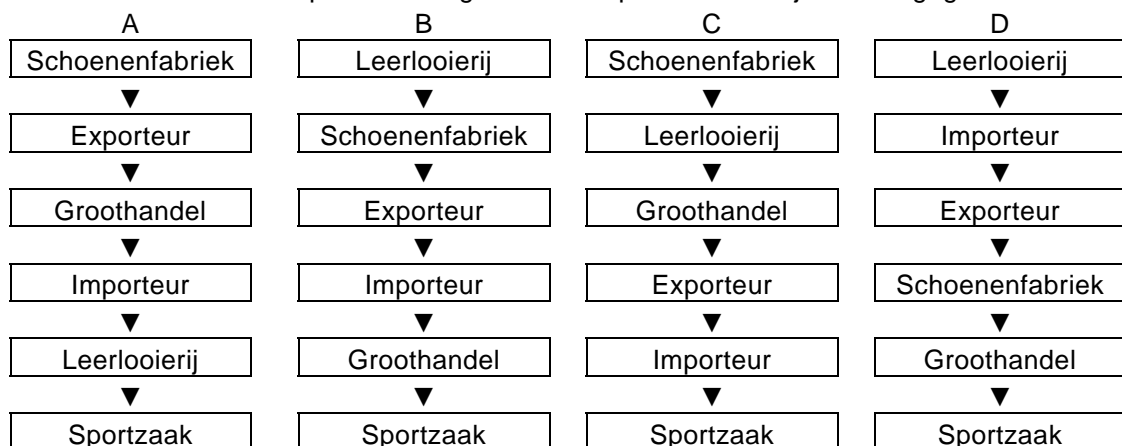 A B C D
Schoenenfabriek Leerlooierij Schoenenfabriek Leerlooierij
▼ ▼ ▼ ▼
Exporteur Schoenenfabriek Leerlooierij Importeur
▼ ▼ ▼ ▼
Groothandel Exporteur Groothandel Exporteur
▼ ▼ ▼ ▼
Importeur Importeur Exporteur Schoenenfabriek
▼ ▼ ▼ ▼
Leerlooierij Groothandel Importeur Groothandel
▼ ▼ ▼ ▼
Sportzaak Sportzaak Sportzaak Sportzaak